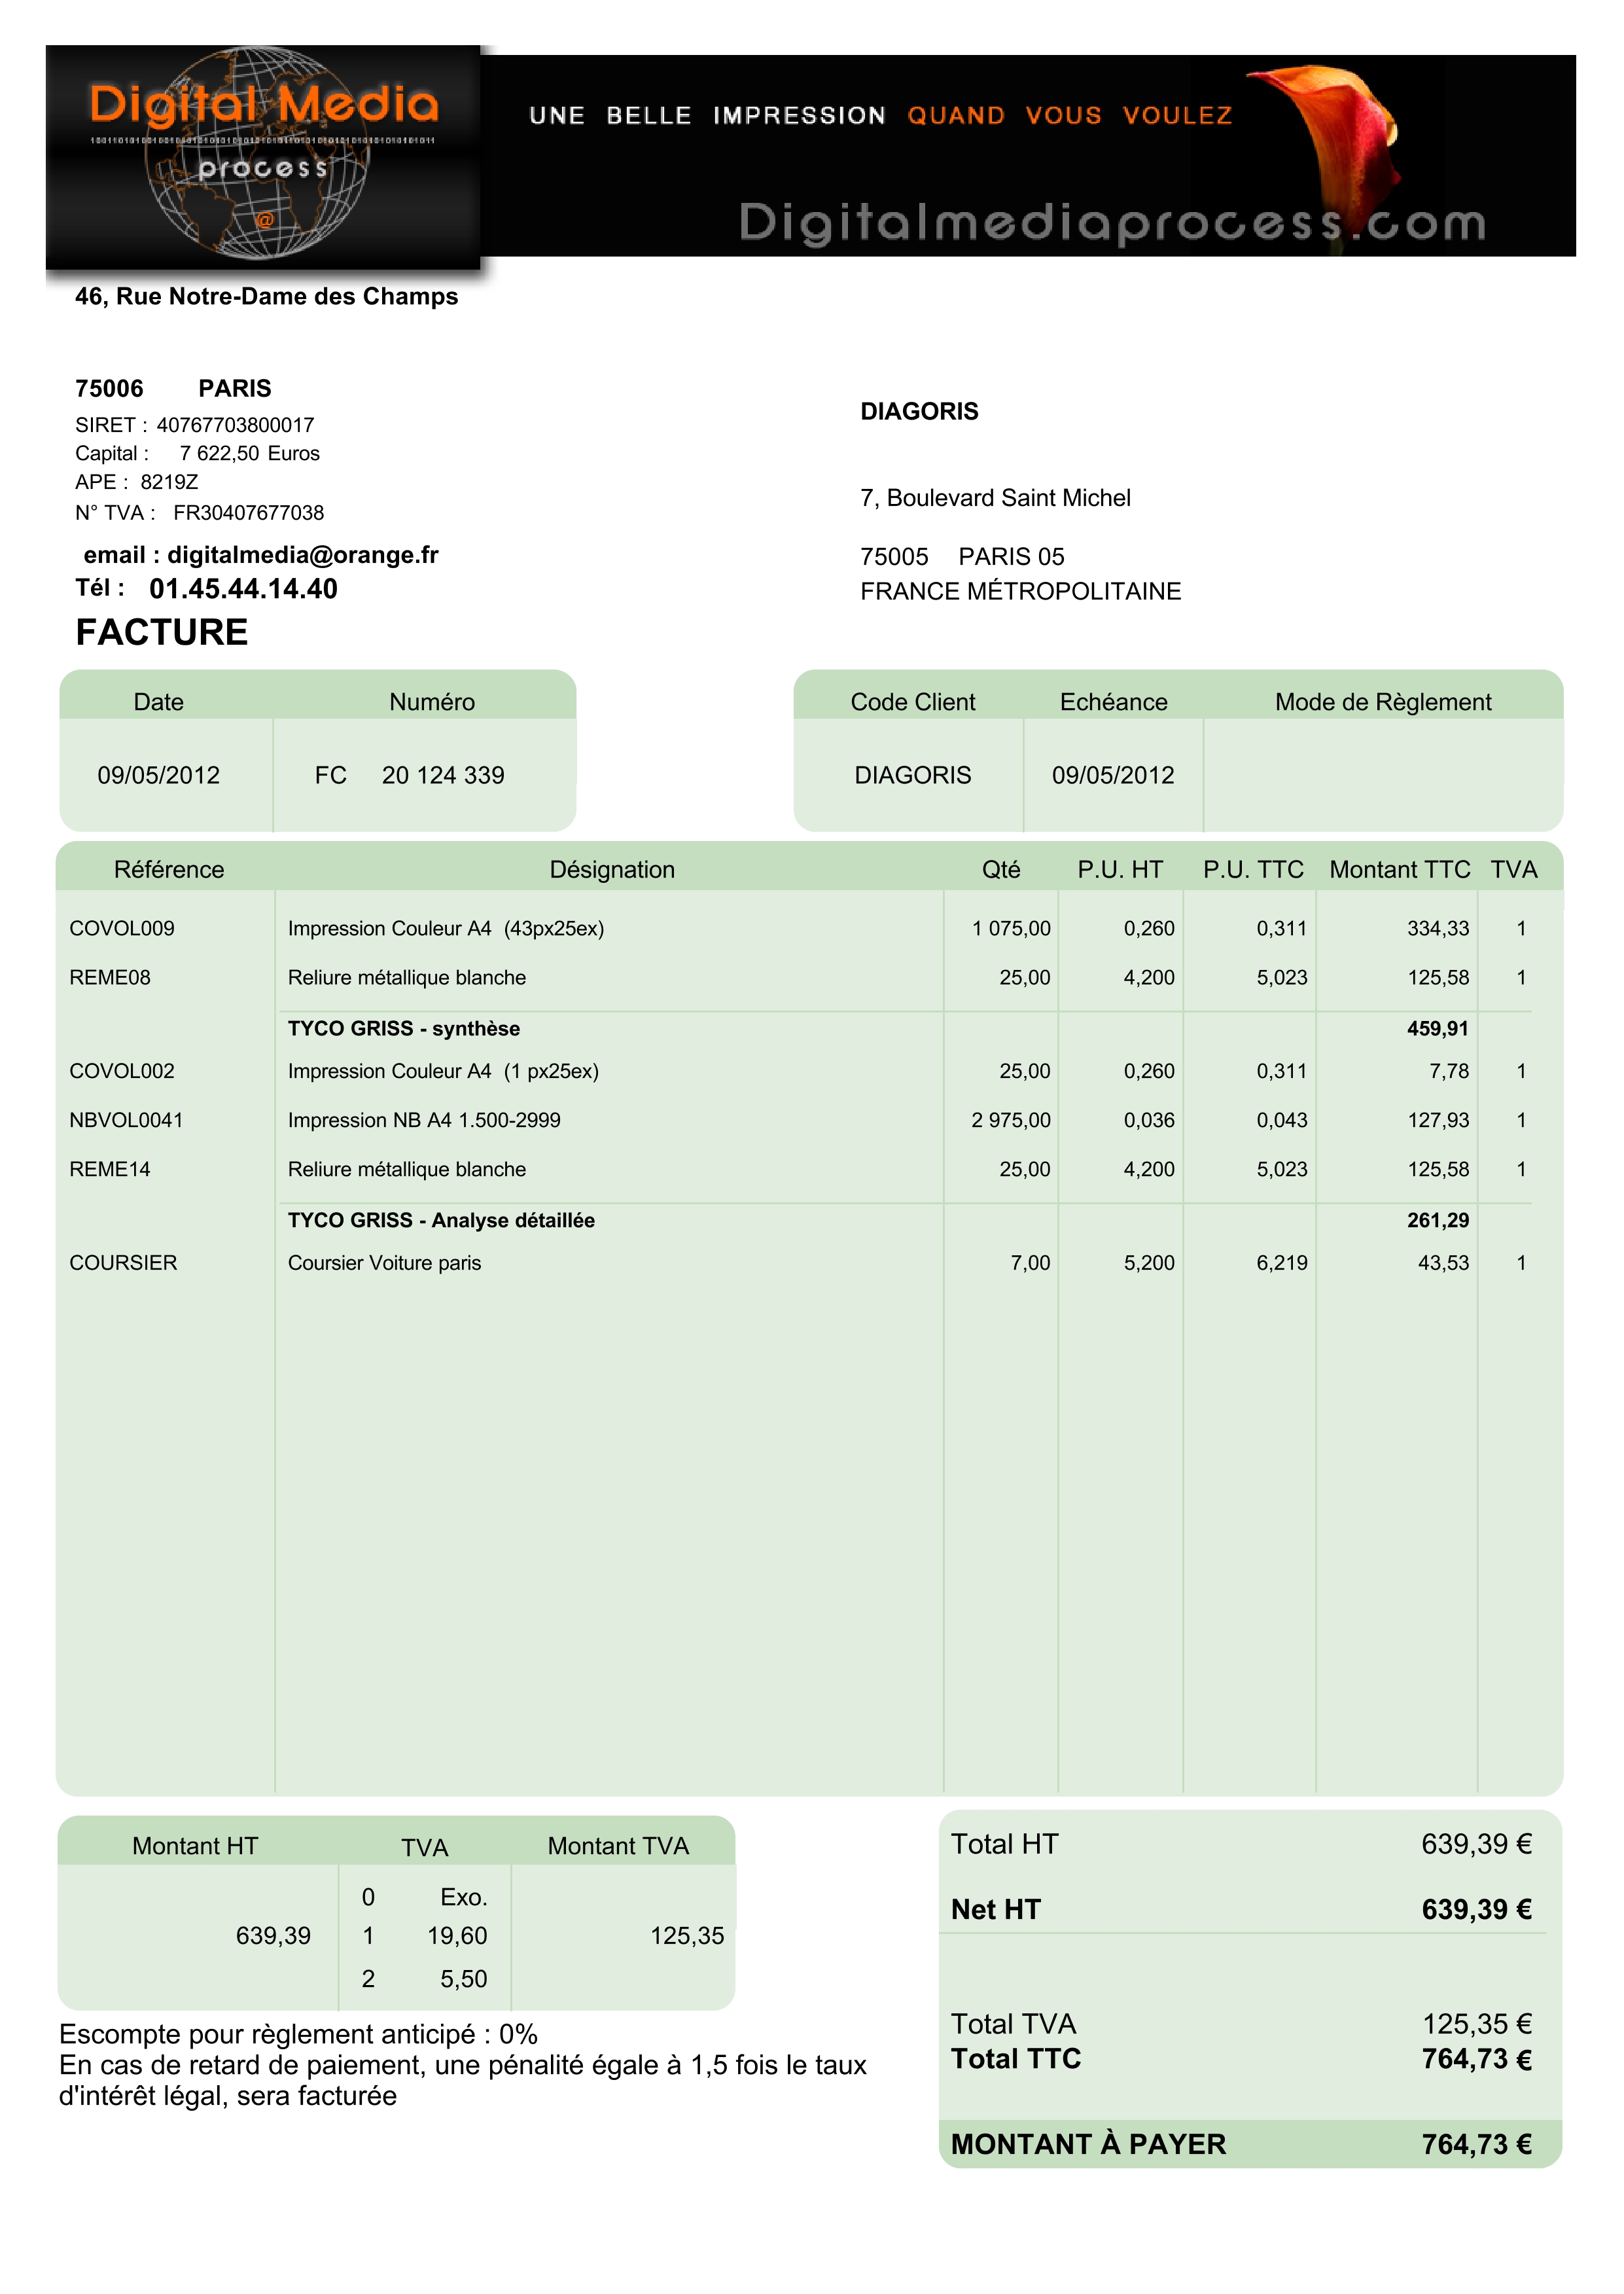 Digital Media
process
@
UNE BELLE IMPRESSION QUAND VOUS VOULEZ
Digitalmediaprocess.com
46, Rue Notre-Dame des Champs
75006 PARIS
SIRET : 40767703800017
Capital : 7 622,50 Euros
APE : 8219Z
N° TVA : FR30407677038
email : digitalmedia@orange.fr
Tél : 01.45.44.14.40
DIAGORIS
7, Boulevard Saint Michel
75005 PARIS 05
FRANCE MÉTROPOLITAINE
FACTURE
Date Numéro
09/05/2012 FC 20 124 339
Code Client Echéance Mode de Règlement
DIAGORIS 09/05/2012
Référence Désignation Qté P.U. HT P.U. TTC Montant TTC TVA
COVOL009 Impression Couleur A4 (43px25ex) 1 075,00 0,260 0,311 334,33 1
REME08 Reliure métallique blanche 25,00 4,200 5,023 125,58 1
TYCO GRISS - synthèse 459,91
COVOL002 Impression Couleur A4 (1 px25ex) 25,00 0,260 0,311 7,78 1
NBVOL0041 Impression NB A4 1.500-2999 2 975,00 0,036 0,043 127,93 1
REME14 Reliure métallique blanche 25,00 4,200 5,023 125,58 1
TYCO GRISS - Analyse détaillée 261,29
COURSIER Coursier Voiture paris 7,00 5,200 6,219 43,53 1
Montant HT TVA Montant TVA
0 Exo.
639,39 1 19,60 125,35
2 5,50
Escompte pour règlement anticipé : 0%
En cas de retard de paiement, une pénalité égale à 1,5 fois le taux
d'intérêt légal, sera facturée
Total HT 639,39 €
Net HT 639,39 €
Total TVA 125,35 €
Total TTC 764,73 €
MONTANT À PAYER 764,73 €